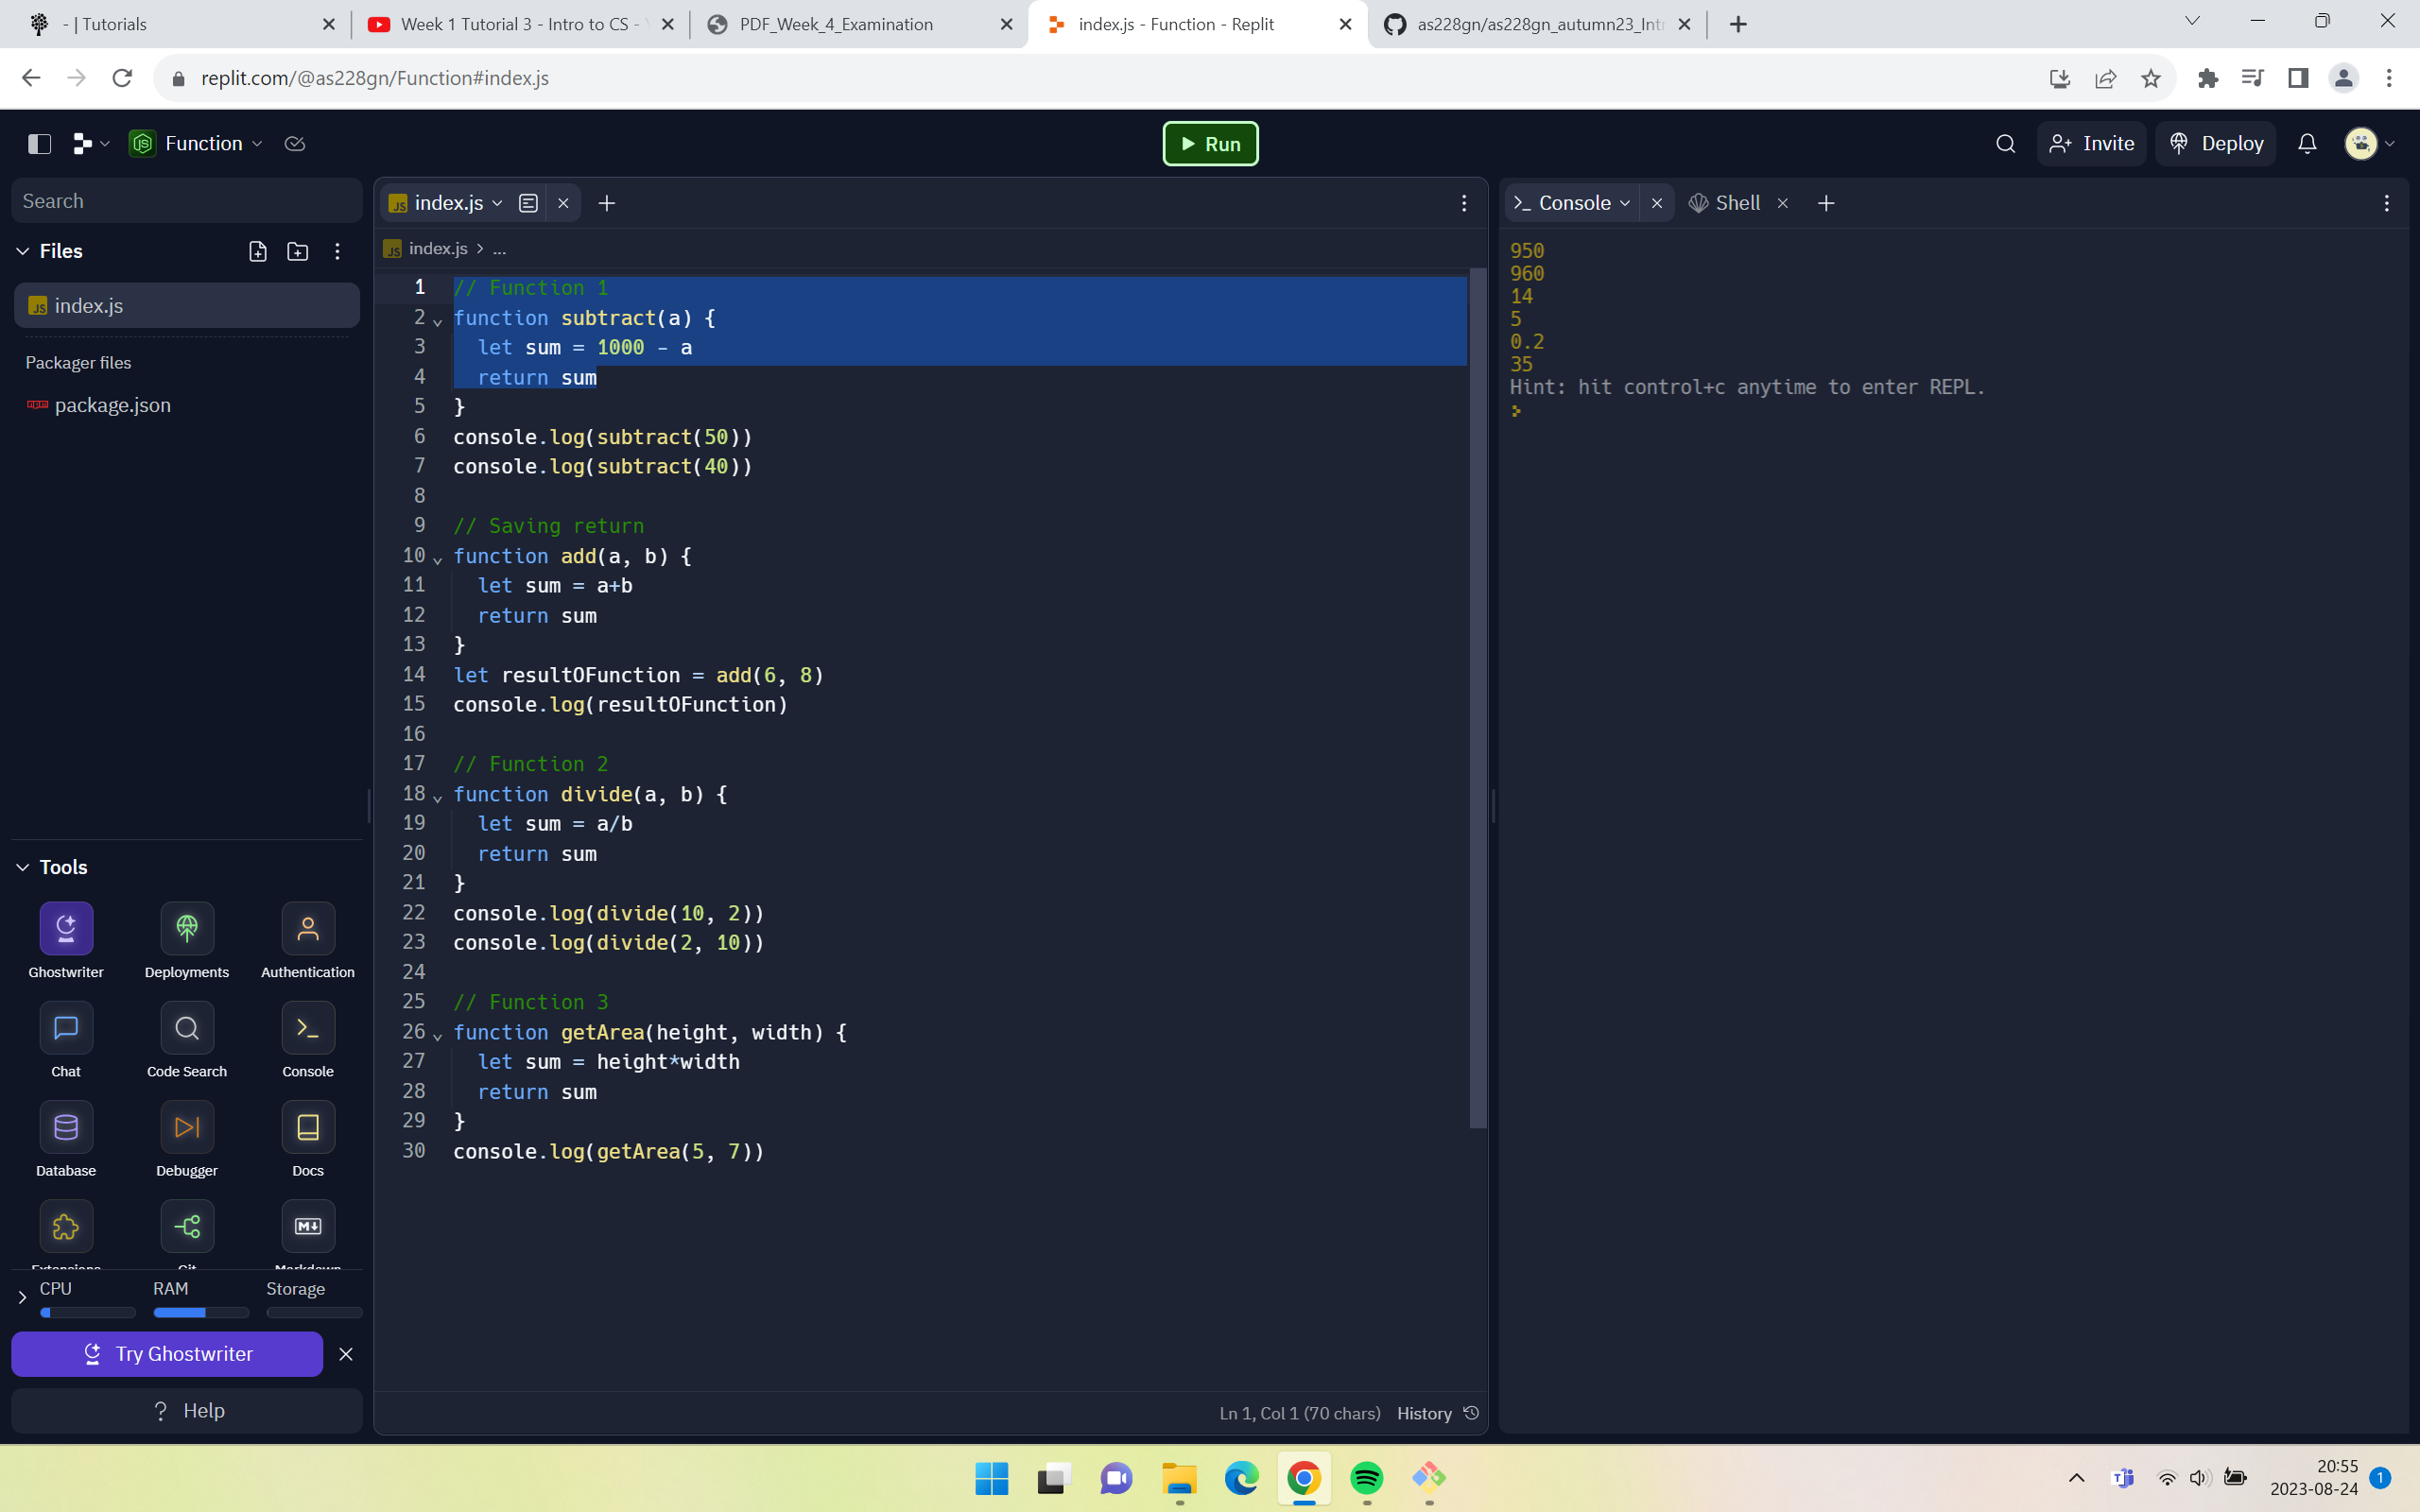 - | Tutorials
Week 1 Tutorial 3 - Intro to CS -
PDF_Week_4_Examination
index.js - Function - Replit
as228gn/as228gn_autumn23_Int
replit.com/@as228gn/Function#index.js
Function
Run
Invite
Deploy
Search
Files
index.js
Packager files
package.json
index.js
index.js > ...
1 // Function 1
2 function subtract(a) {
3 let sum = 1000 - a
4 return sum
5 }
6 console.log(subtract(50))
7 console.log(subtract(40))
8
9 // Saving return
10 function add(a, b) {
11 let sum = a+b
12 return sum
13 }
14 let resultOFunction = add(6, 8)
15 console.log(resultOFunction)
16
17 // Function 2
18 function divide(a, b) {
19 let sum = a/b
20 return sum
21 }
22 console.log(divide(10, 2))
23 console.log(divide(2, 10))
24
25 // Function 3
26 function getArea(height, width) {
27 let sum = height*width
28 return sum
29 }
30 console.log(getArea(5, 7))
Ln 1, Col 1 (70 chars) History
Console
Shell
950
960
14
5
0.2
35
Hint: hit control+c anytime to enter REPL.
>
Tools
Ghostwriter Deployments Authentication
Chat Code Search Console
Database Debugger Docs
Extensions Git Markdown
CPU RAM Storage
Try Ghostwriter
? Help
20:55
2023-08-24
1